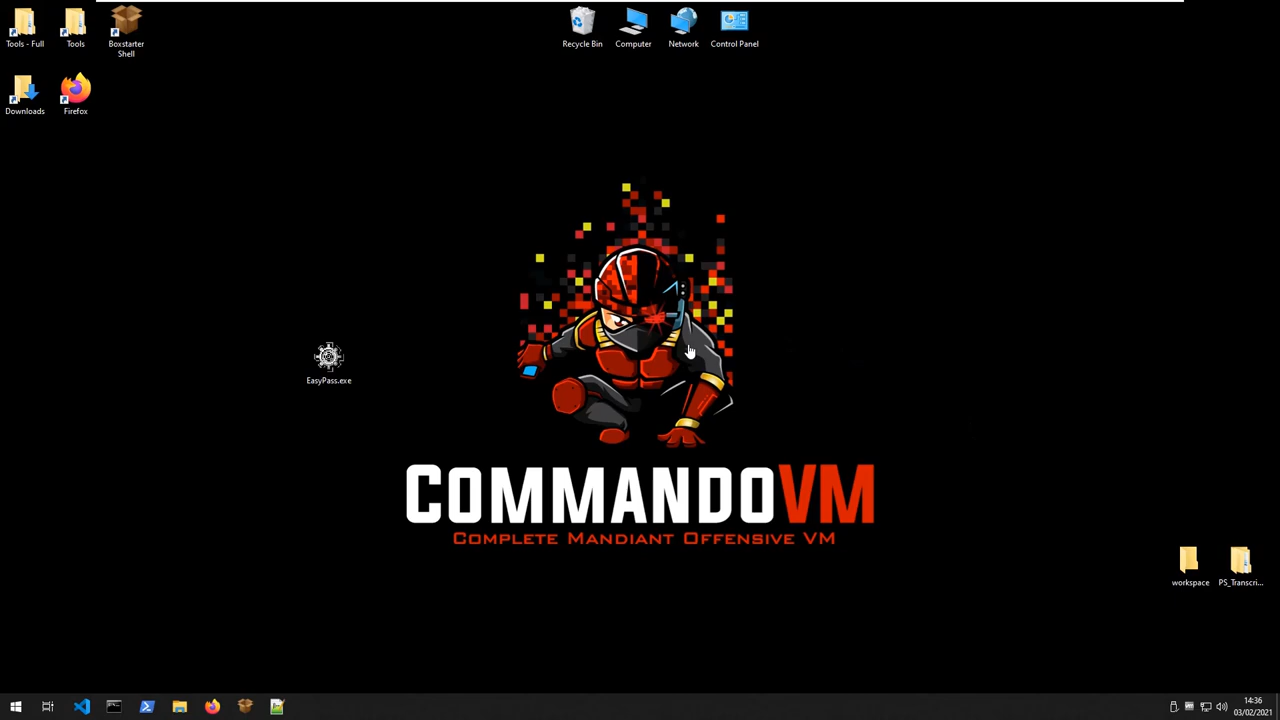 Tools - Full
Tools
Boxstarter
Shell
Recycle Bin
Computer
Network
Control Panel
Downloads
Firefox
EasyPass.exe
COMMANDOVM
COMPLETE MANDIANT OFFENSIVE VM
workspace
PS_Transcri...
14:36
03/02/2021